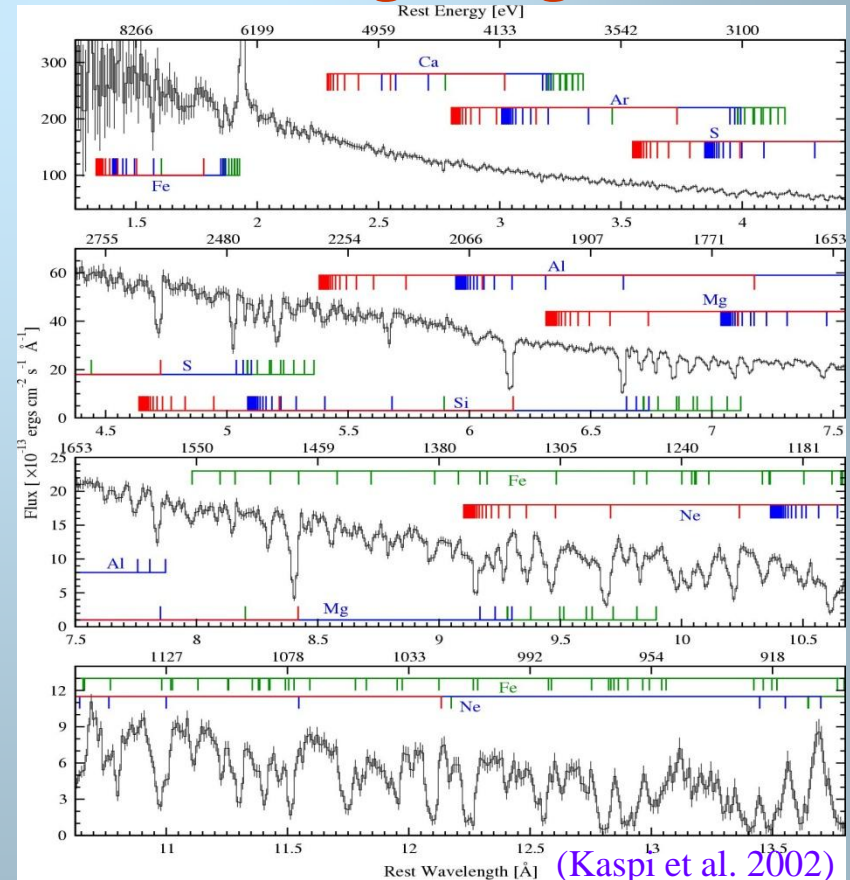 Rest Energy [eV]
8266 6199 4959 4133 3542 3100
300
200
100
Ca
Ar
S
Fe
1.5 2 2.5 3 3.5 4
2755 2480 2254 2066 1907 1771 1653
60
40
20
0
Al
Mg
S
Si
4.5 5 5.5 6 6.5 7 7.5
Flux [ ×10⁻¹³ ergs cm⁻² s⁻¹ Å⁻¹]
1653 1550 1459 1380 1305 1240 1181
25
20
15
10
5
0
Fe
Ne
Al
Mg
7.5 8 8.5 9 9.5 10 10.5
1127 1078 1033 992 954 918
12
9
6
3
0
Fe
Ne
11 11.5 12 12.5 13 13.5
Rest Wavelength [Å] (Kaspi et al. 2002)